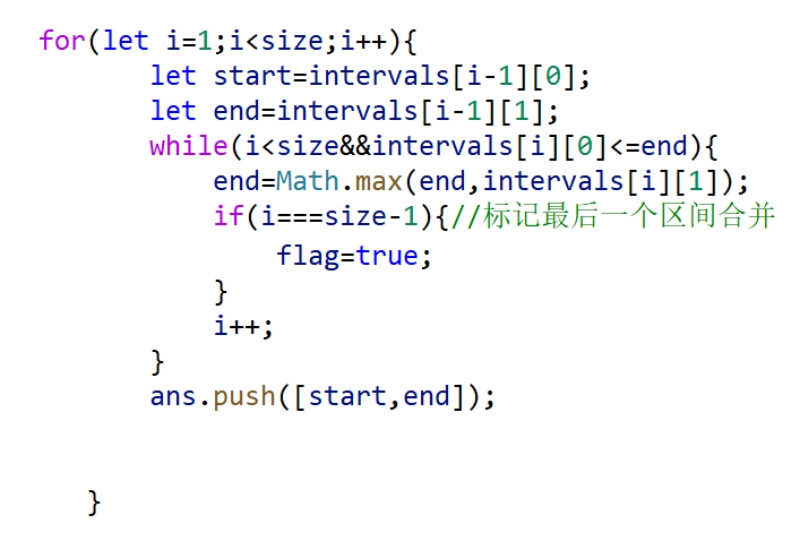 for(let i=1;i<size;i++){
let start=intervals[i-1][0];
let end=intervals[i-1][1];
while(i<size&&intervals[i][0]<=end){
end=Math.max(end,intervals[i][1]);
if(i===size-1){//标记最后一个区间合并
flag=true;
}
i++;
}
ans.push([start,end]);
}